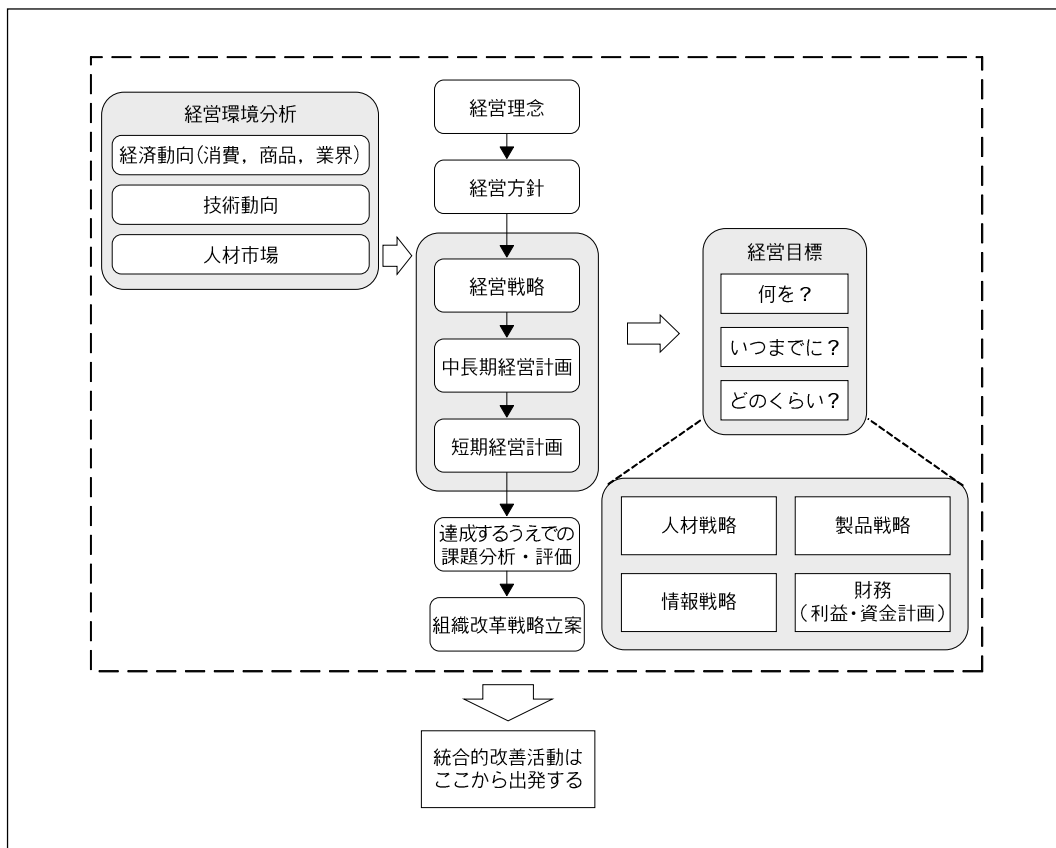 経営環境分析
経済動向(消費，商品，業界)
技術動向
人材市場
経営理念
経営方針
経営戦略
中長期経営計画
短期経営計画
達成するうえでの
課題分析・評価
組織改革戦略立案
経営目標
何を？
いつまでに？
どのくらい？
人材戦略
製品戦略
情報戦略
財務
(利益・資金計画)
統合的改善活動は
ここから出発する